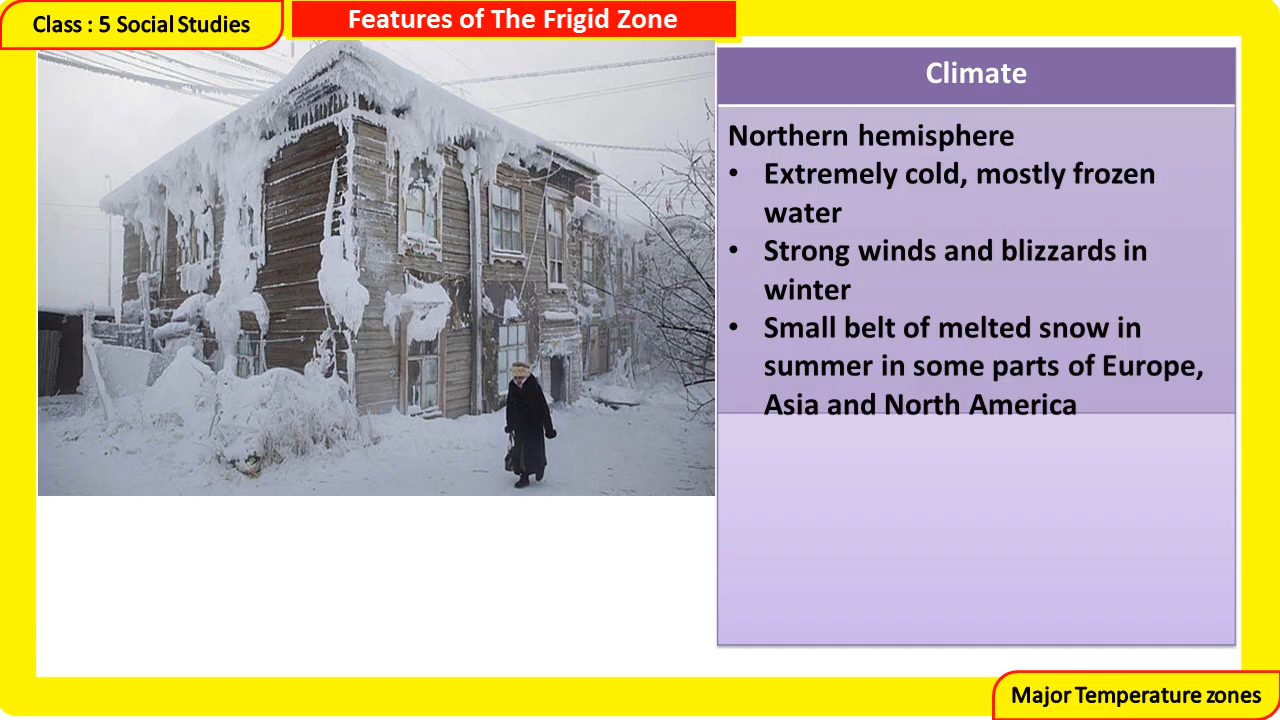 Class : 5 Social Studies
Features of The Frigid Zone
Climate
Northern hemisphere
• Extremely cold, mostly frozen
water
• Strong winds and blizzards in
winter
• Small belt of melted snow in
summer in some parts of Europe,
Asia and North America
Major Temperature zones